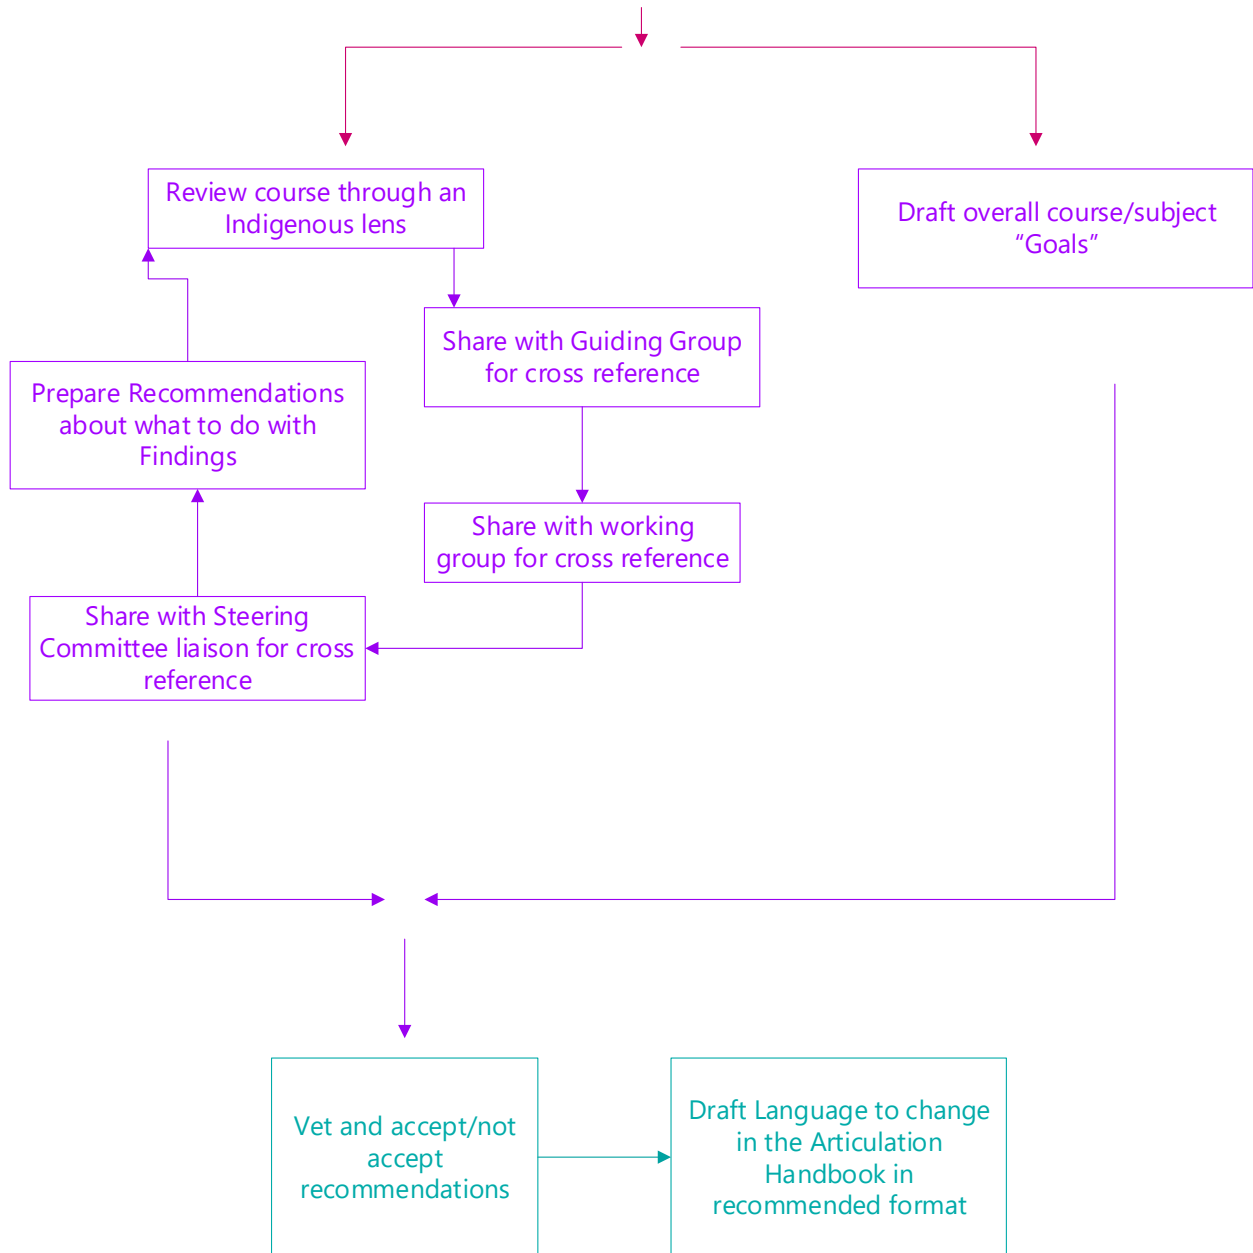 Review course through an
Indigenous lens
Draft overall course/subject
“Goals”
Share with Guiding Group
for cross reference
Prepare Recommendations
about what to do with
Findings
Share with working
group for cross reference
Share with Steering
Committee liaison for cross
reference
Vet and accept/not
accept
recommendations
Draft Language to change
in the Articulation
Handbook in
recommended format